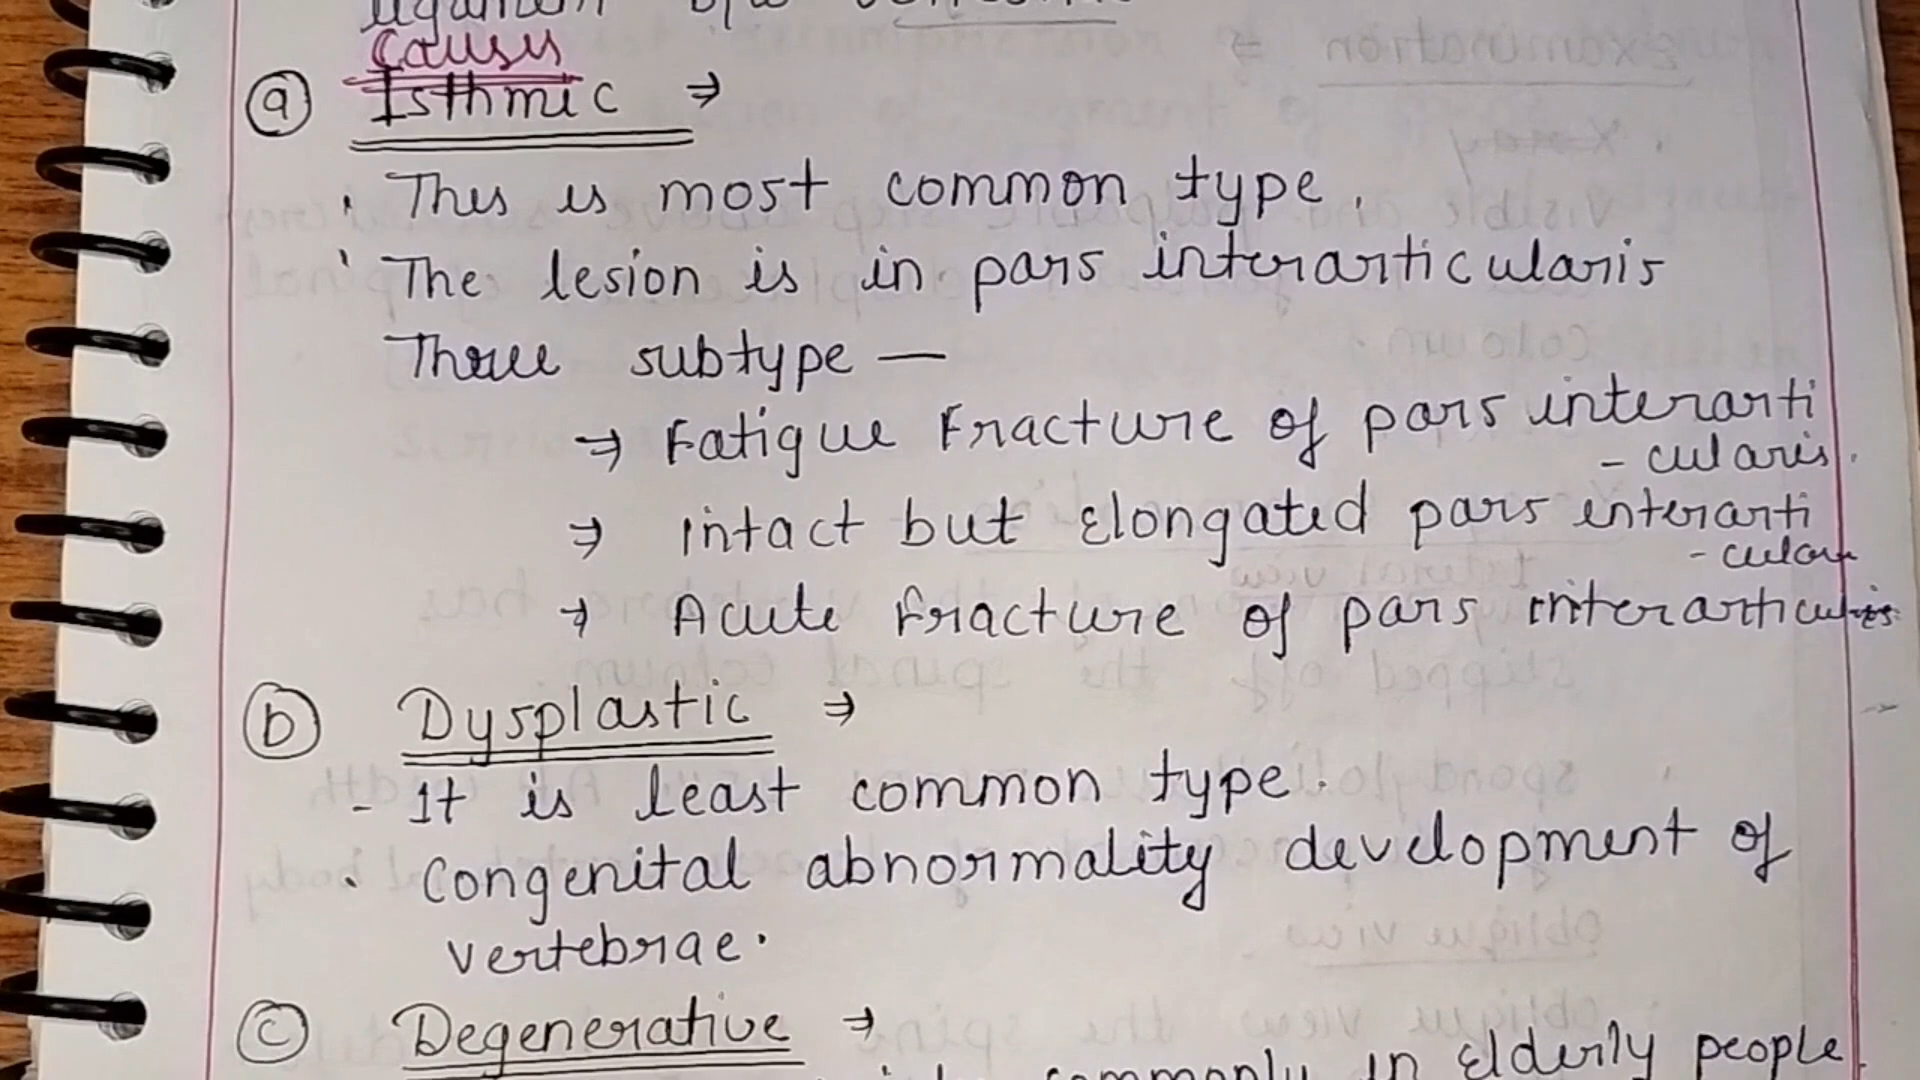 Causes
(a) Isthmic ⇒
. This is most common type.
. The lesion is in pars interarticularis
Three subtype —
⇒ Fatigue Fracture of pars interarti
- cularis.
⇒ intact but Elongated pars interarti
- cular
⇒ Acute fracture of pars interarticularis
(b) Dysplastic ⇒
- It is least common type.
. Congenital abnormality development of
vertebrae.
(c) Degenerative ⇒
commonly in Elderly people